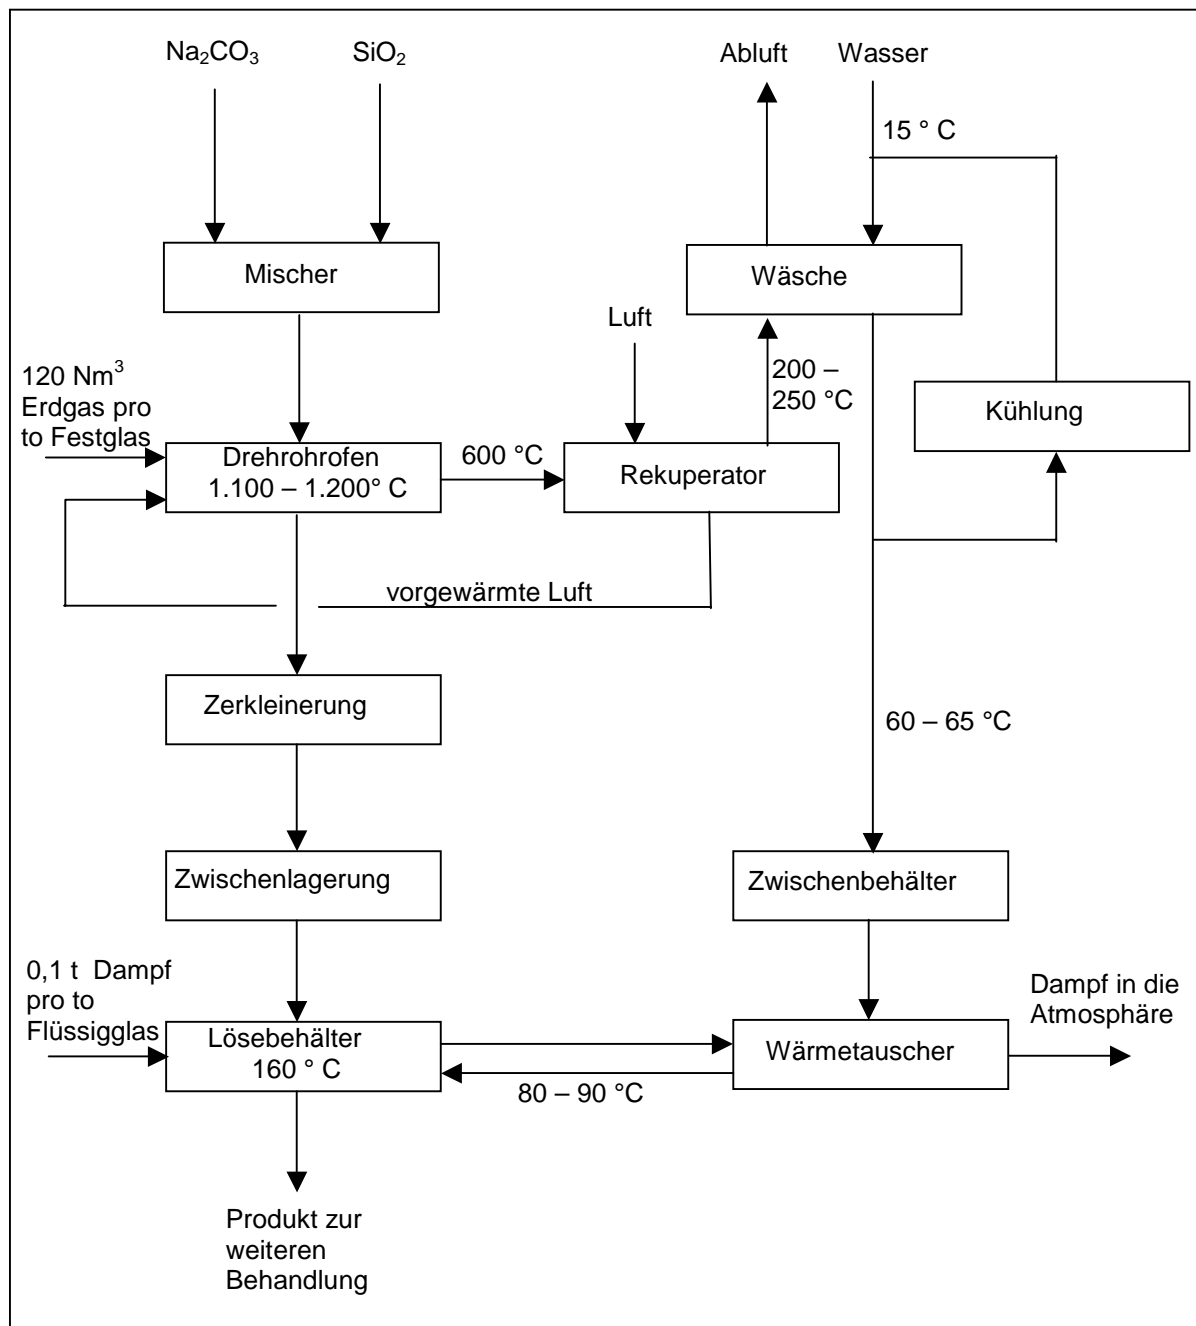 Na₂CO₃
SiO₂
Abluft
Wasser
15 ° C
Mischer
Wäsche
Luft
120 Nm³
Erdgas pro
to Festglas
200 –
250 °C
Kühlung
Drehrohrofen
1.100 – 1.200° C
600 °C
Rekuperator
vorgewärmte Luft
Zerkleinerung
60 – 65 °C
Zwischenlagerung
Zwischenbehälter
0,1 t Dampf
pro to
Flüssigglas
Lösebehälter
160 ° C
Wärmetauscher
Dampf in die
Atmosphäre
80 – 90 °C
Produkt zur
weiteren
Behandlung